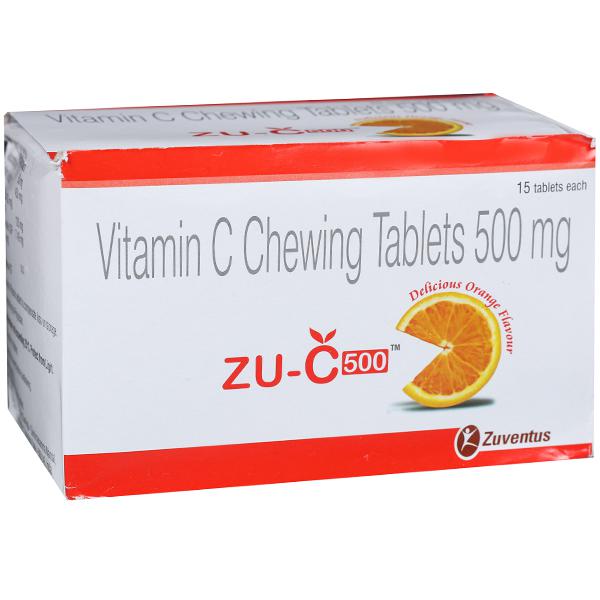 Vitamin C Chewing Tablets 500 mg
ZU-C 500
15 tablets each
Vitamin C Chewing Tablets 500 mg
Delicious Orange Flavour
ZU-C 500™
Zuventus